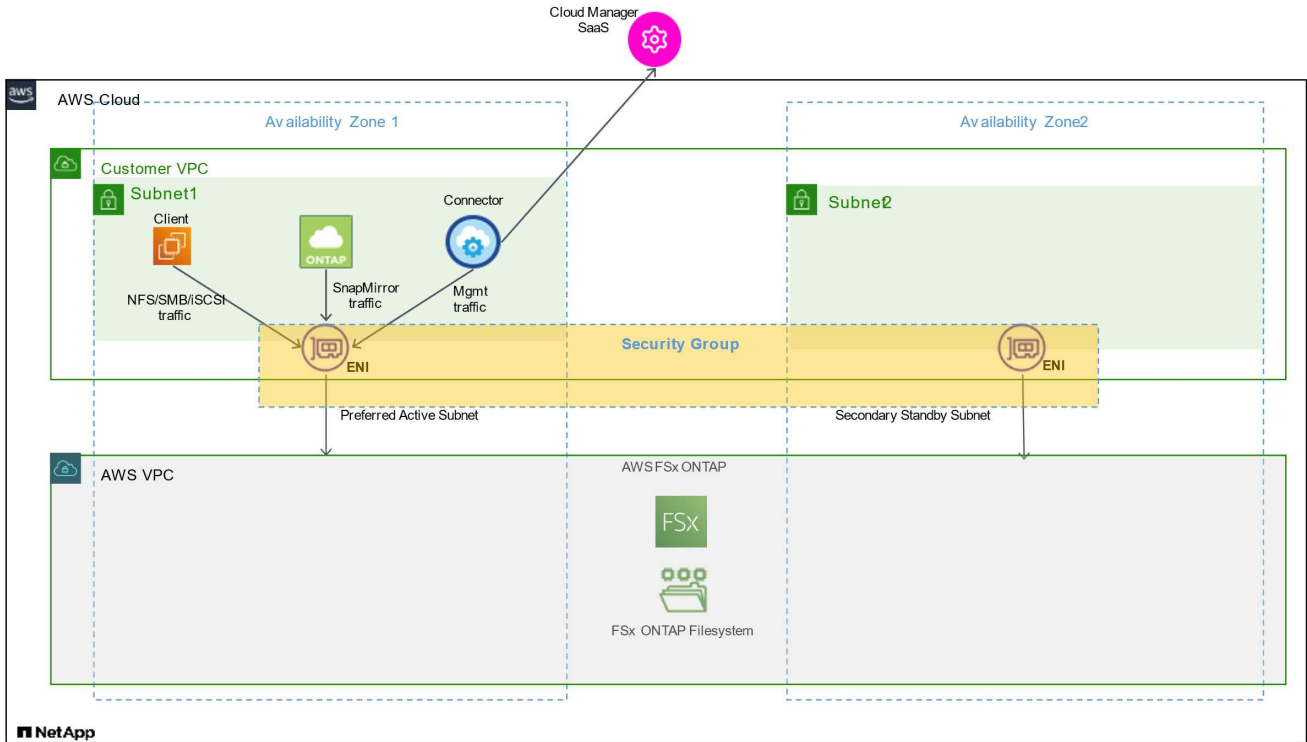 Cloud Manager
SaaS
aws
AWS Cloud
Availability Zone 1
Availability Zone2
Customer VPC
Subnet1
Subnet2
Client
Connector
ONTAP
NFS/SMB/iSCSI
traffic
SnapMirror
traffic
Mgmt
traffic
Security Group
ENI
ENI
Preferred Active Subnet
Secondary Standby Subnet
AWS VPC
AWS FSx ONTAP
FSx
FSx ONTAP Filesystem
NetApp